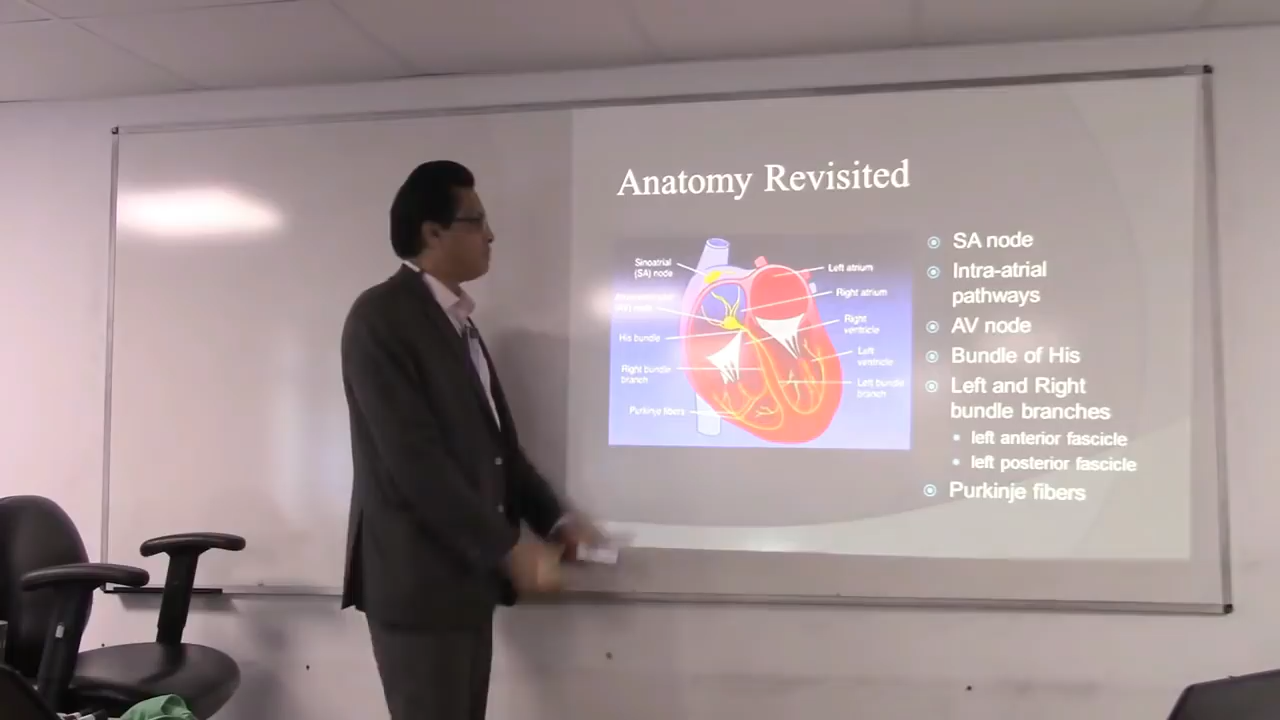 Anatomy Revisited
Sinoatrial
(SA) node
His bundle
Right bundle
branch
Purkinje fibers
Left atrium
Right atrium
Right
ventricle
Left
ventricle
Left bundle
branch
SA node
Intra-atrial
pathways
AV node
Bundle of His
Left and Right
bundle branches
left anterior fascicle
left posterior fascicle
Purkinje fibers